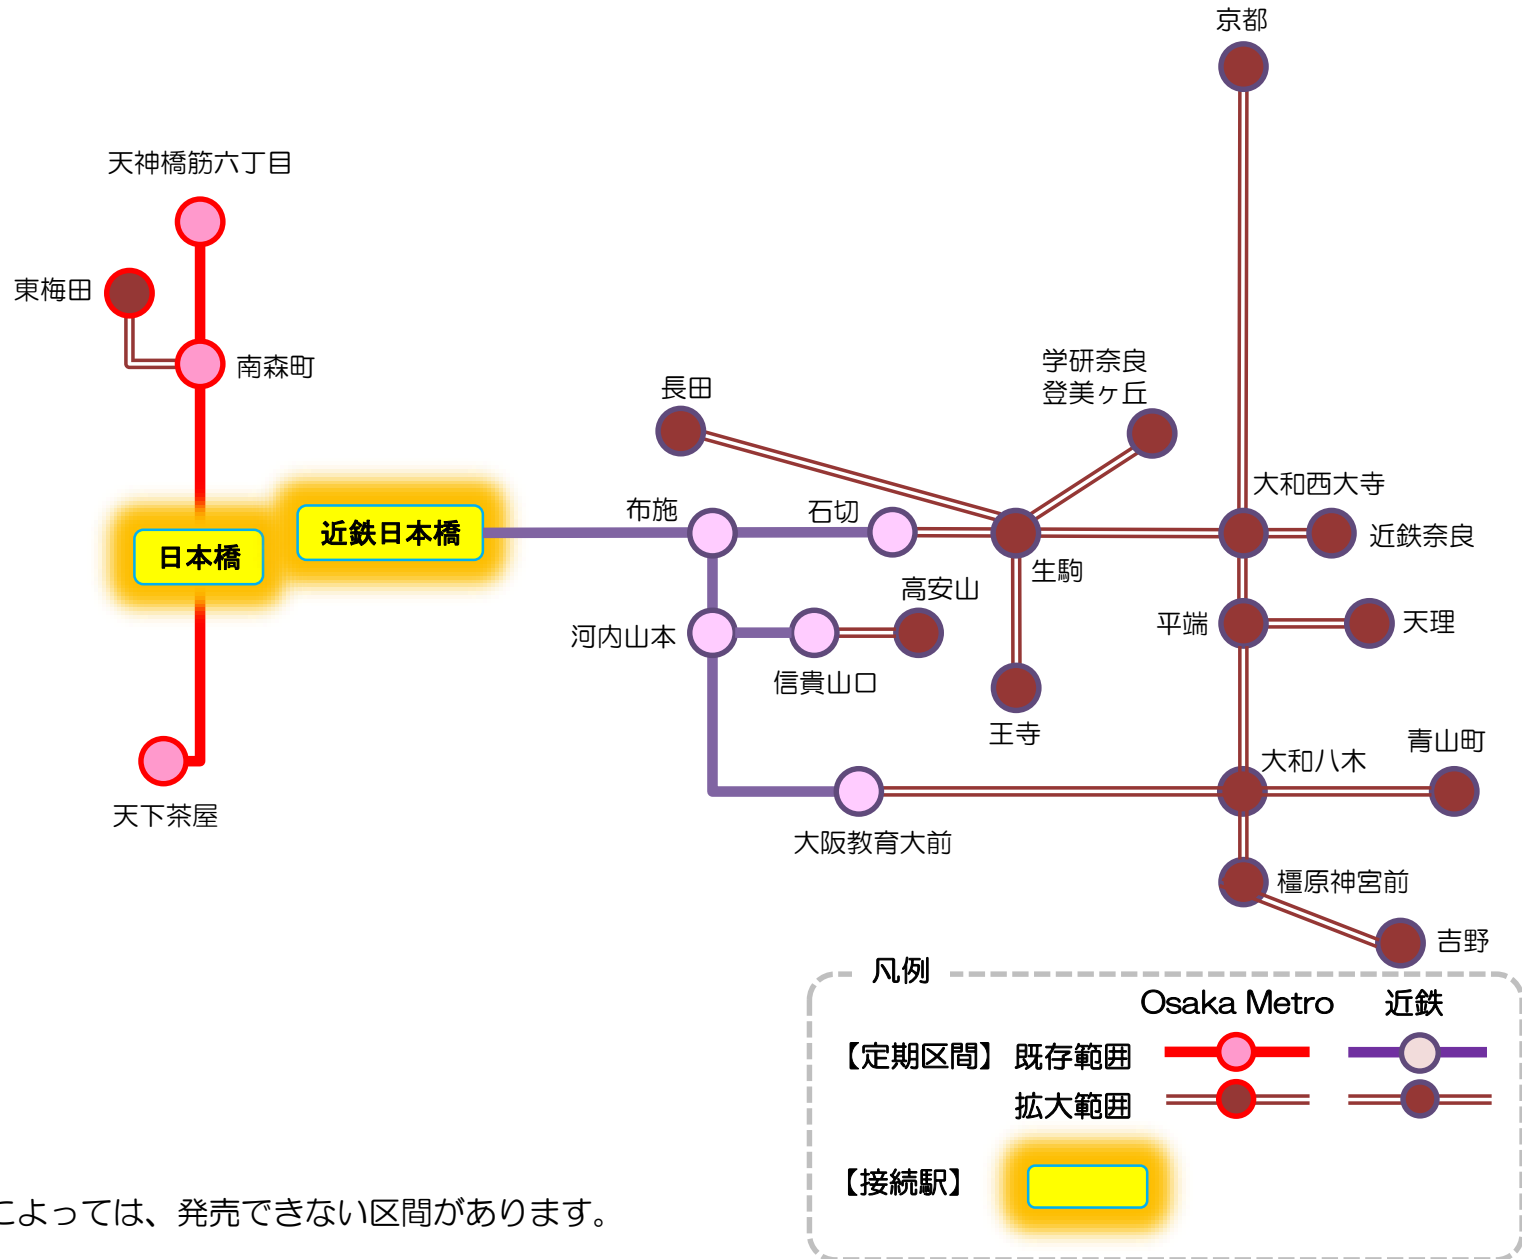 京都
天神橋筋六丁目
東梅田
南森町
学研奈良
登美ヶ丘
長田
大和西大寺
布施
石切
近鉄日本橋
近鉄奈良
日本橋
生駒
高安山
河内山本
平端
天理
信貴山口
王寺
青山町
大和八木
天下茶屋
大阪教育大前
橿原神宮前
吉野
凡例
Osaka Metro 近鉄
【定期区間】 既存範囲
拡大範囲
【接続駅】
によっては、発売できない区間があります。